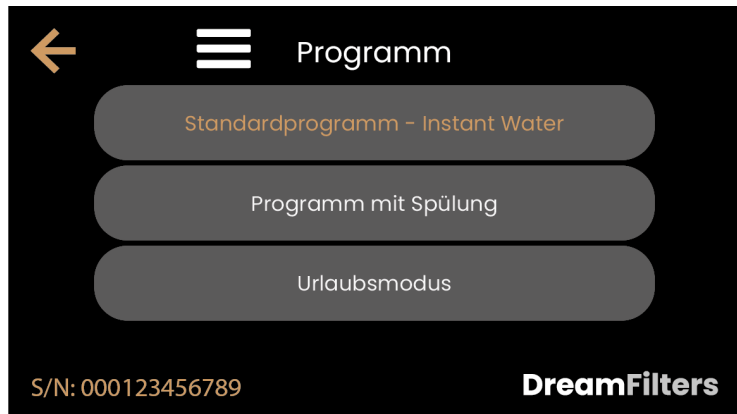 Programm
Standardprogramm - Instant Water
Programm mit Spülung
Urlaubsmodus
S/N: 000123456789
DreamFilters